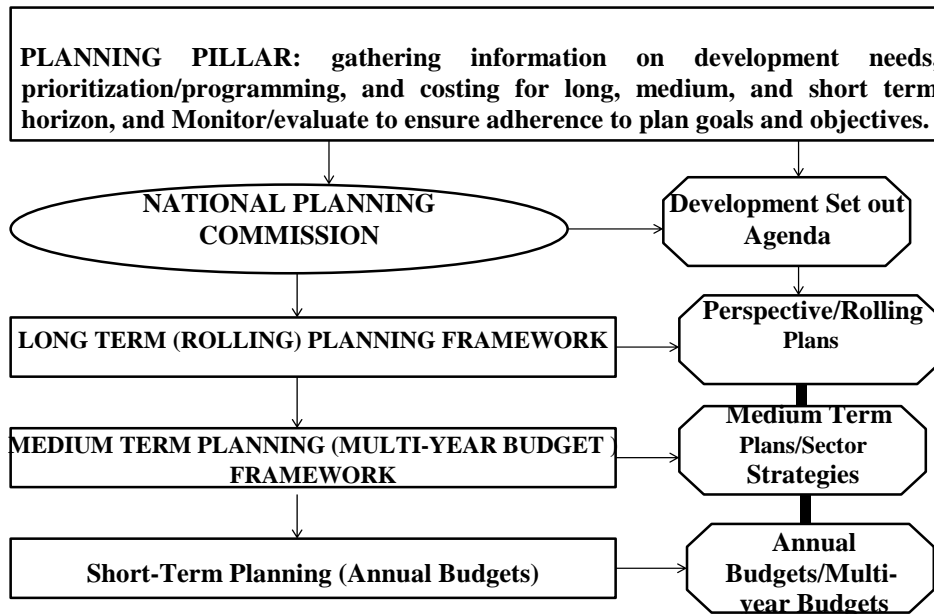 PLANNING PILLAR: gathering information on development needs,
prioritization/programming, and costing for long, medium, and short term
horizon, and Monitor/evaluate to ensure adherence to plan goals and objectives.
NATIONAL PLANNING
COMMISSION
Development Set out
Agenda
LONG TERM (ROLLING) PLANNING FRAMEWORK
Perspective/Rolling
Plans
MEDIUM TERM PLANNING (MULTI-YEAR BUDGET )
FRAMEWORK
Medium Term
Plans/Sector
Strategies
Short-Term Planning (Annual Budgets)
Annual
Budgets/Multi-
year Budgets